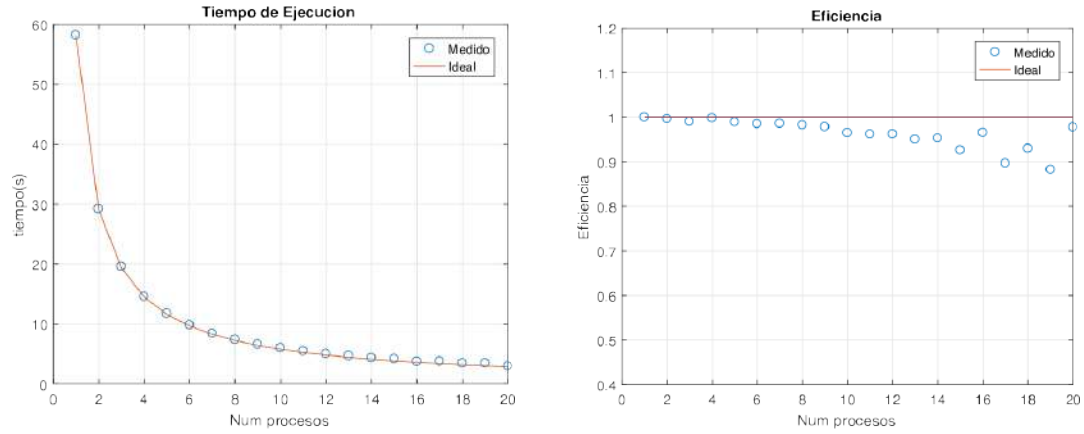 Tiempo de Ejecucion
60
50
40
30
20
10
0
tiempo(s)
Medido
Ideal
0 2 4 6 8 10 12 14 16 18 20
Num procesos
Eficiencia
1.2
1.1
1
0.9
0.8
0.7
0.6
0.5
0.4
Eficiencia
Medido
Ideal
0 2 4 6 8 10 12 14 16 18 20
Num procesos